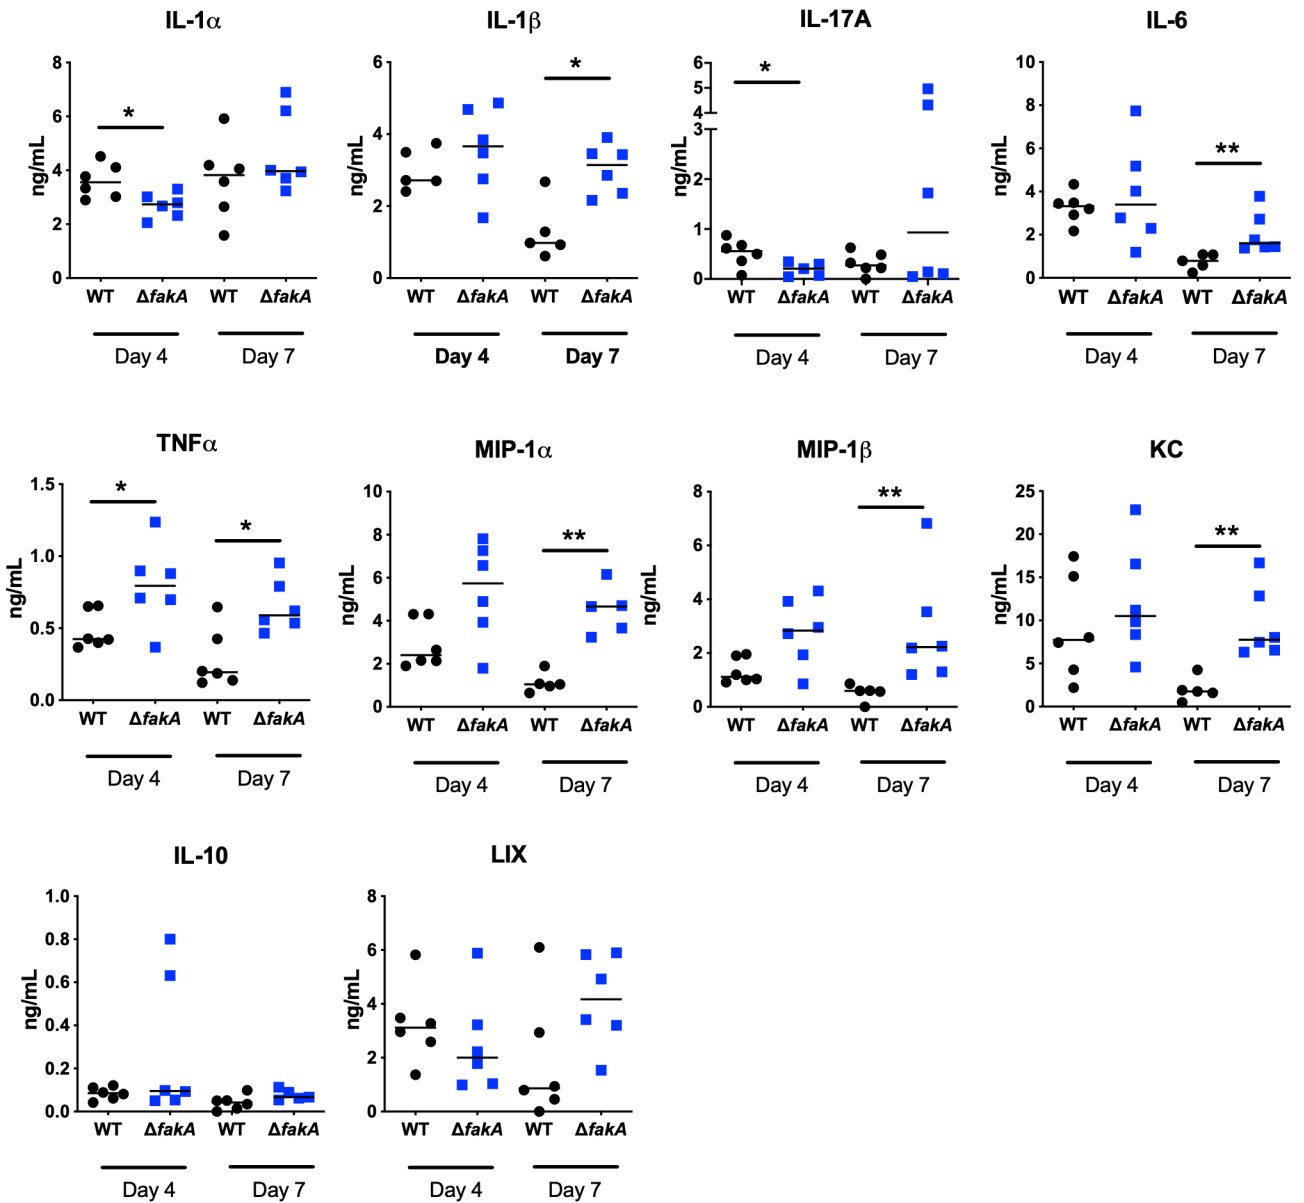 IL-1α
8
6
4
2
0
ng/mL
*
WT ΔfakA WT ΔfakA
Day 4 Day 7
IL-1β
6
4
2
0
ng/mL
*
WT ΔfakA WT ΔfakA
Day 4 Day 7
IL-17A
6
5
4
3
2
1
0
ng/mL
*
WT ΔfakA WT ΔfakA
Day 4 Day 7
IL-6
10
8
6
4
2
0
ng/mL
**
WT ΔfakA WT ΔfakA
Day 4 Day 7
TNFα
1.5
1.0
0.5
0.0
ng/mL
* *
WT ΔfakA WT ΔfakA
Day 4 Day 7
MIP-1α
10
8
6
4
2
0
ng/mL
**
WT ΔfakA WT ΔfakA
Day 4 Day 7
MIP-1β
8
6
4
2
0
ng/mL
**
WT ΔfakA WT ΔfakA
Day 4 Day 7
KC
25
20
15
10
5
0
ng/mL
**
WT ΔfakA WT ΔfakA
Day 4 Day 7
IL-10
1.0
0.8
0.6
0.4
0.2
0.0
ng/mL
WT ΔfakA WT ΔfakA
Day 4 Day 7
LIX
8
6
4
2
0
ng/mL
WT ΔfakA WT ΔfakA
Day 4 Day 7